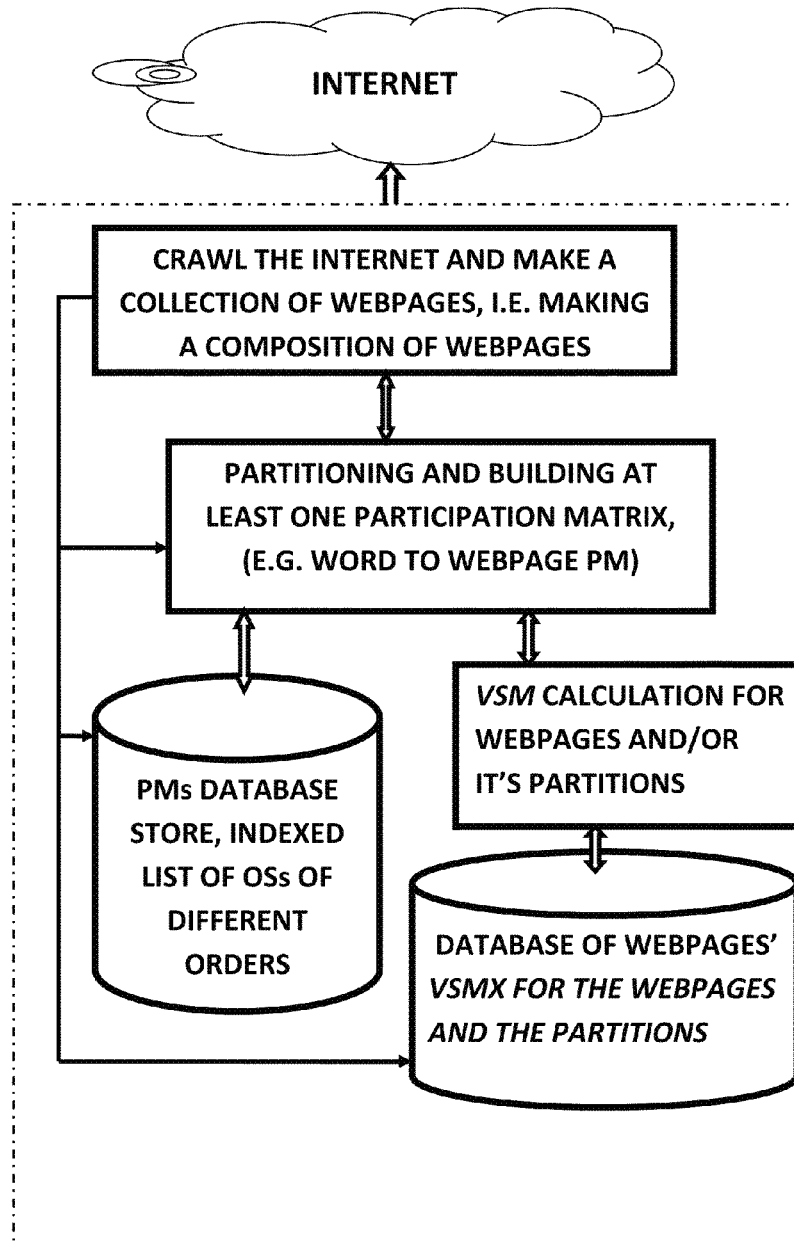 INTERNET
CRAWL THE INTERNET AND MAKE A
COLLECTION OF WEBPAGES, I.E. MAKING
A COMPOSITION OF WEBPAGES
PARTITIONING AND BUILDING AT
LEAST ONE PARTICIPATION MATRIX,
(E.G. WORD TO WEBPAGE PM)
VSM CALCULATION FOR
WEBPAGES AND/OR
IT'S PARTITIONS
PMs DATABASE
STORE, INDEXED
LIST OF OSs OF
DIFFERENT
ORDERS
DATABASE OF WEBPAGES'
VSMX FOR THE WEBPAGES
AND THE PARTITIONS